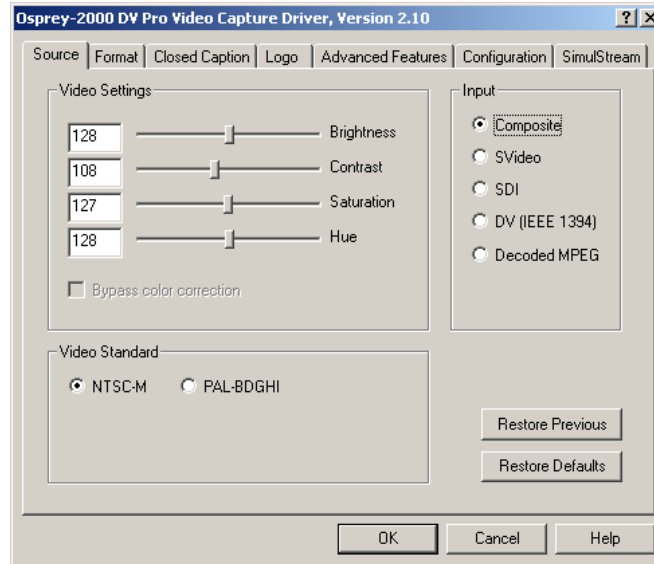 Osprey-2000 DV Pro Video Capture Driver, Version 2.10
Source Format Closed Caption Logo Advanced Features Configuration SimulStream
Video Settings
128 Brightness
108 Contrast
127 Saturation
128 Hue
Bypass color correction
Input
Composite
SVideo
SDI
DV (IEEE 1394)
Decoded MPEG
Video Standard
NTSC-M PAL-BDGHI
Restore Previous
Restore Defaults
OK Cancel Help